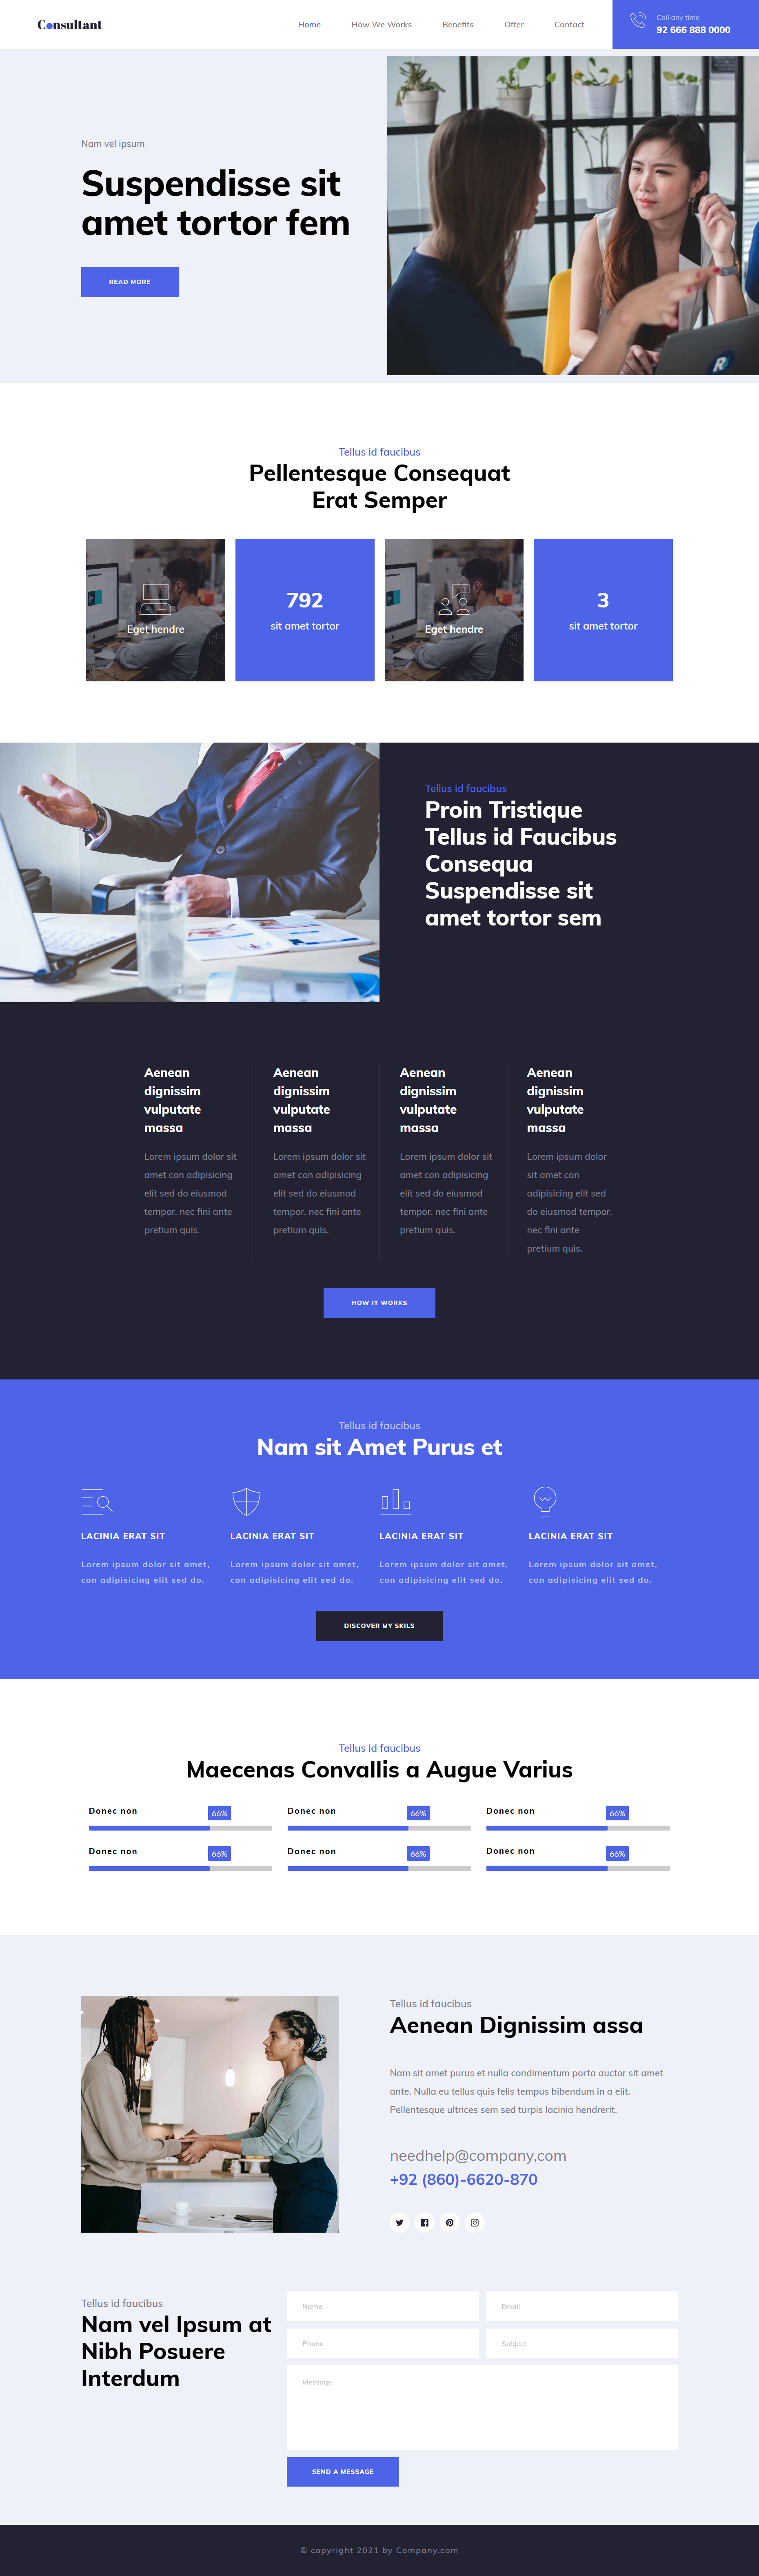 Consultant
Home
How We Works
Benefits
Offer
Contact
Call any time
92 666 888 0000
Nam vel ipsum
Suspendisse sit
amet tortor fem
READ MORE
Tellus id faucibus
Pellentesque Consequat
Erat Semper
Eget hendre
792
sit amet tortor
Eget hendre
3
sit amet tortor
Tellus id faucibus
Proin Tristique
Tellus id Faucibus
Consequa
Suspendisse sit
amet tortor sem
Aenean
dignissim
vulputate
massa
Lorem ipsum dolor sit
amet con adipisicing
elit sed do eiusmod
tempor. nec fini ante
pretium quis.
Aenean
dignissim
vulputate
massa
Lorem ipsum dolor sit
amet con adipisicing
elit sed do eiusmod
tempor. nec fini ante
pretium quis.
Aenean
dignissim
vulputate
massa
Lorem ipsum dolor sit
amet con adipisicing
elit sed do eiusmod
tempor. nec fini ante
pretium quis.
Aenean
dignissim
vulputate
massa
Lorem ipsum dolor
sit amet con
adipisicing elit sed
do eiusmod tempor.
nec fini ante
pretium quis.
HOW IT WORKS
Tellus id faucibus
Nam sit Amet Purus et
LACINIA ERAT SIT
Lorem ipsum dolor sit amet,
con adipisicing elit sed do.
LACINIA ERAT SIT
Lorem ipsum dolor sit amet,
con adipisicing elit sed do.
LACINIA ERAT SIT
Lorem ipsum dolor sit amet,
con adipisicing elit sed do.
LACINIA ERAT SIT
Lorem ipsum dolor sit amet,
con adipisicing elit sed do.
DISCOVER MY SKILS
Tellus id faucibus
Maecenas Convallis a Augue Varius
Donec non 66%
Donec non 66%
Donec non 66%
Donec non 66%
Donec non 66%
Donec non 66%
Tellus id faucibus
Aenean Dignissim assa
Nam sit amet purus et nulla condimentum porta auctor sit amet
ante. Nulla eu tellus quis felis tempus bibendum in a elit.
Pellentesque ultrices sem sed turpis lacinia hendrerit.
needhelp@company,com
+92 (860)-6620-870
Tellus id faucibus
Nam vel Ipsum at
Nibh Posuere
Interdum
Name
Email
Phone
Subject
Message
SEND A MESSAGE
© copyright 2021 by Company.com